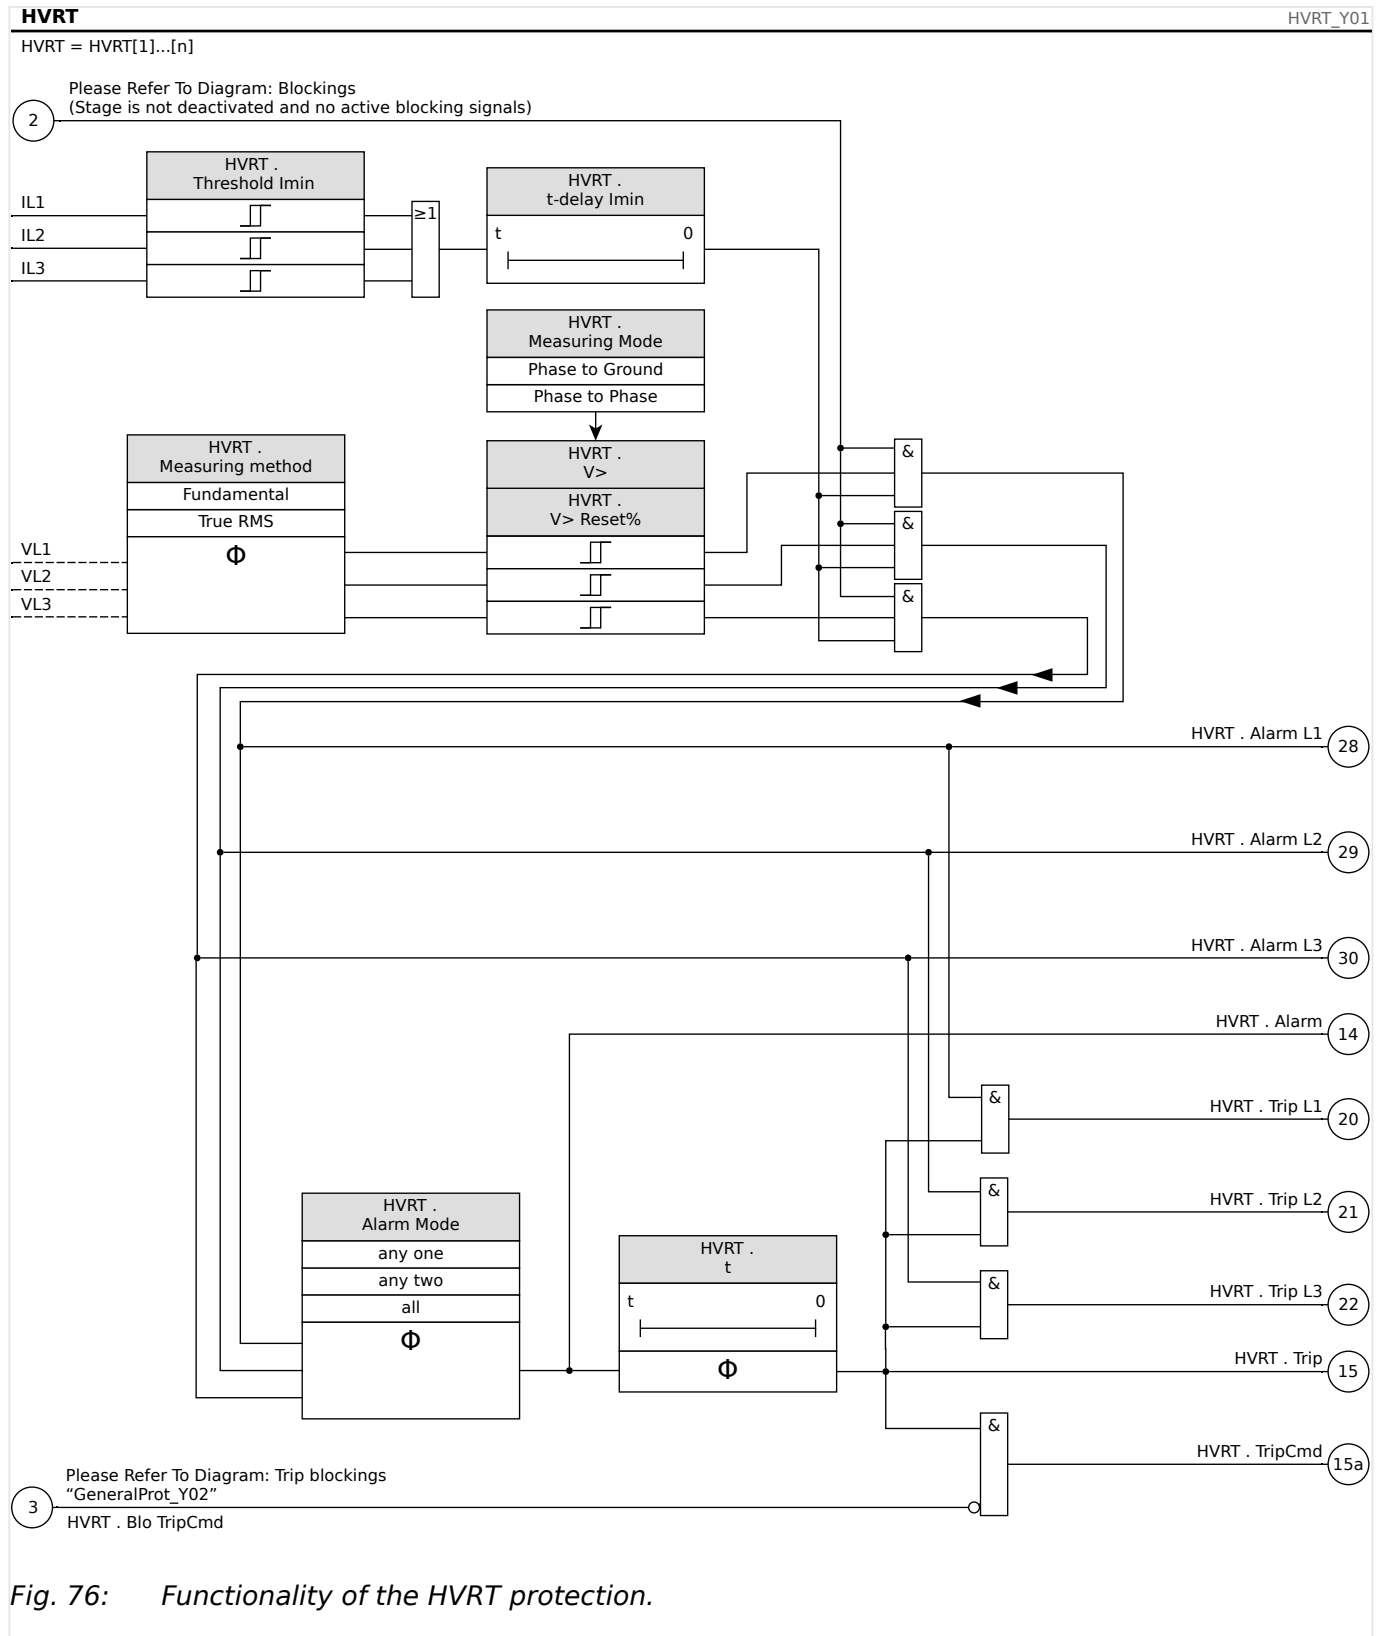 HVRT
HVRT_Y01
HVRT = HVRT[1]...[n]
Please Refer To Diagram: Blockings
(Stage is not deactivated and no active blocking signals)
2
HVRT .
Threshold Imin
IL1
IL2
IL3
≥1
HVRT .
t-delay Imin
t
0
HVRT .
Measuring Mode
Phase to Ground
Phase to Phase
HVRT .
Measuring method
Fundamental
True RMS
Φ
VL1
VL2
VL3
HVRT .
V>
HVRT .
V> Reset%
&
&
&
HVRT . Alarm L1
28
HVRT . Alarm L2
29
HVRT . Alarm L3
30
HVRT . Alarm
14
&
HVRT . Trip L1
20
&
HVRT . Trip L2
21
&
HVRT . Trip L3
22
HVRT .
Alarm Mode
any one
any two
all
Φ
HVRT .
t
t
0
Φ
HVRT . Trip
15
&
HVRT . TripCmd
15a
Please Refer To Diagram: Trip blockings
“GeneralProt_Y02”
3
HVRT . Blo TripCmd
Fig. 76: Functionality of the HVRT protection.